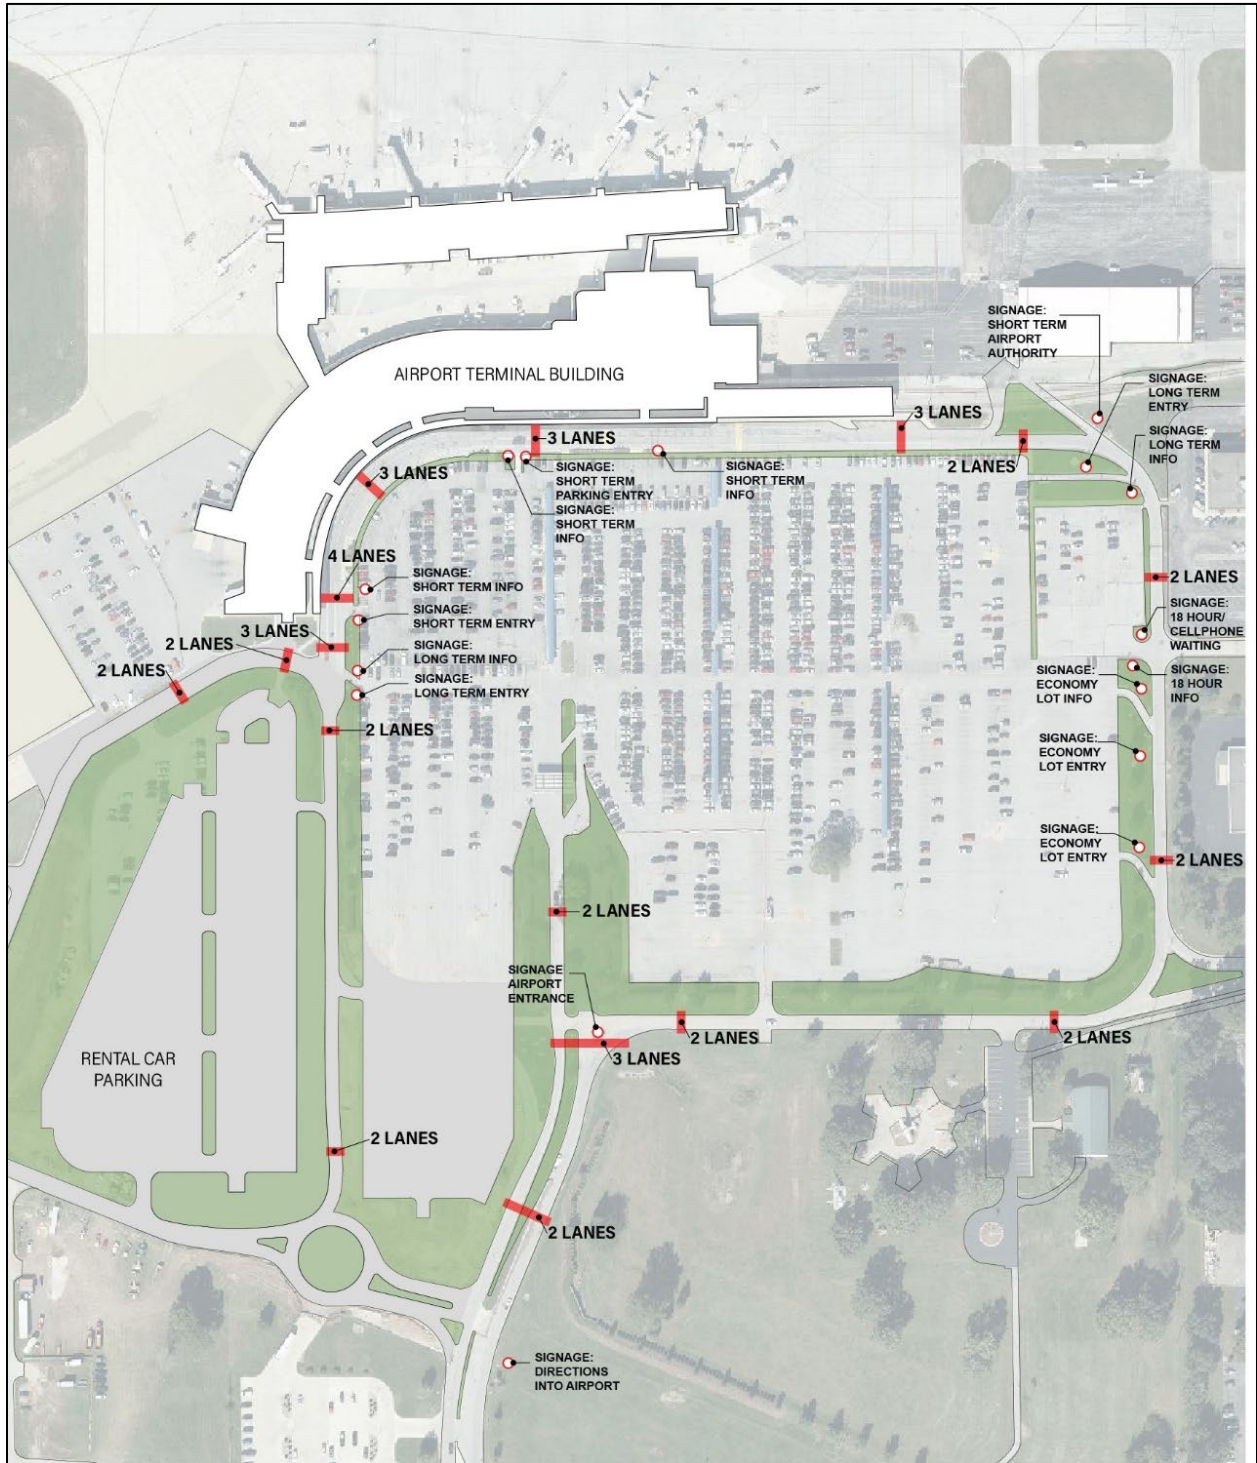 SIGNAGE:
SHORT TERM
AIRPORT
AUTHORITY
AIRPORT TERMINAL BUILDING
SIGNAGE:
LONG TERM
ENTRY
3 LANES
3 LANES
SIGNAGE:
LONG TERM
INFO
2 LANES
3 LANES
SIGNAGE:
SHORT TERM
PARKING ENTRY
SIGNAGE:
SHORT TERM
INFO
SIGNAGE:
SHORT TERM
INFO
4 LANES
SIGNAGE:
SHORT TERM INFO
2 LANES
SIGNAGE:
SHORT TERM ENTRY
SIGNAGE:
18 HOUR/
CELLPHONE
WAITING
3 LANES
2 LANES
SIGNAGE:
LONG TERM INFO
2 LANES
SIGNAGE:
LONG TERM ENTRY
SIGNAGE:
ECONOMY
LOT INFO
SIGNAGE:
18 HOUR
INFO
2 LANES
SIGNAGE:
ECONOMY
LOT ENTRY
SIGNAGE:
ECONOMY
LOT ENTRY
2 LANES
2 LANES
SIGNAGE
AIRPORT
ENTRANCE
2 LANES
2 LANES
3 LANES
RENTAL CAR
PARKING
2 LANES
2 LANES
SIGNAGE:
DIRECTIONS
INTO AIRPORT